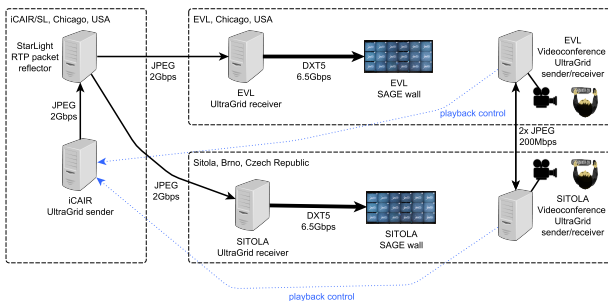 iCAIR/SL, Chicago, USA
StarLight
RTP packet
reflector
JPEG
2Gbps
iCAIR
UltraGrid sender
JPEG
2Gbps
JPEG
2Gbps
EVL, Chicago, USA
EVL
UltraGrid receiver
DXT5
6.5Gbps
EVL
SAGE wall
EVL
Videoconference
UltraGrid
sender/receiver
playback control
2x JPEG
200Mbps
Sitola, Brno, Czech Republic
SITOLA
UltraGrid receiver
DXT5
6.5Gbps
SITOLA
SAGE wall
SITOLA
Videoconference
UltraGrid
sender/receiver
playback control